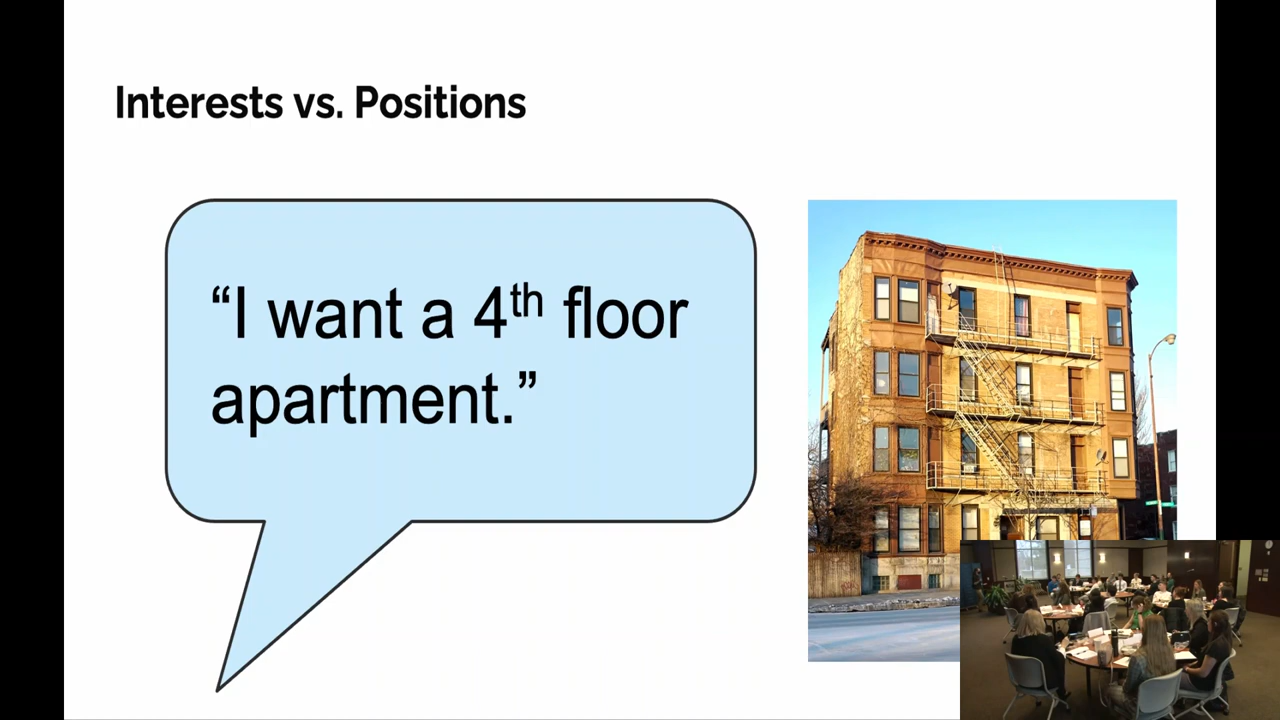 Interests vs. Positions
“I want a 4th floor
apartment.”